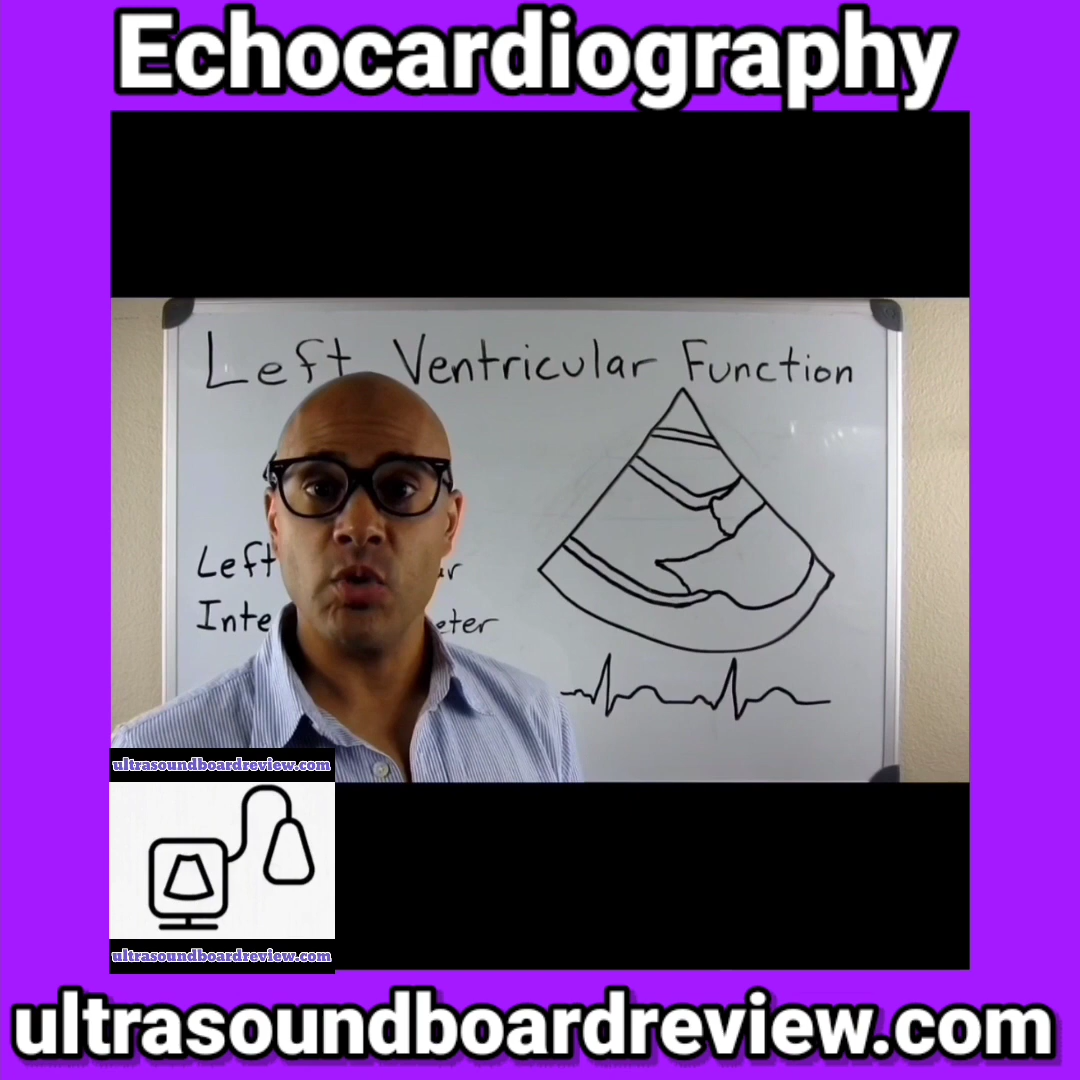 Echocardiography
Left Ventricular Function
Left
Inte eter
ultrasoundboardreview.com
ultrasoundboardreview.com
ultrasoundboardreview.com